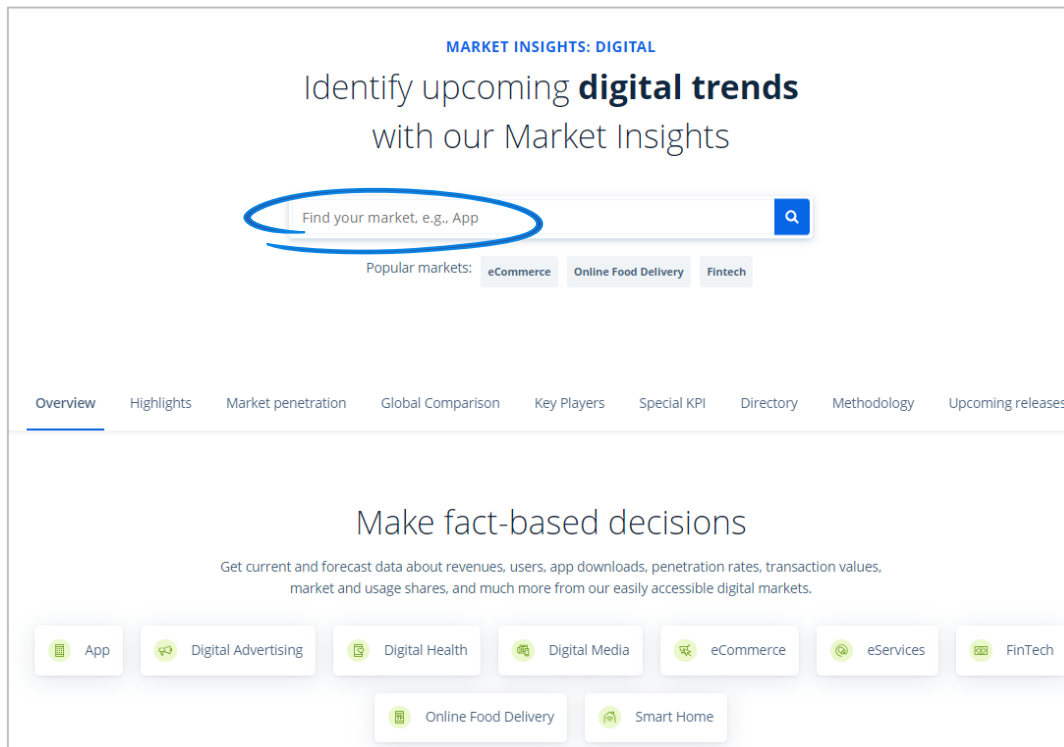 MARKET INSIGHTS: DIGITAL
Identify upcoming digital trends
with our Market Insights
Find your market, e.g., App
Popular markets: eCommerce Online Food Delivery Fintech
Overview Highlights Market penetration Global Comparison Key Players Special KPI Directory Methodology Upcoming releases
Make fact-based decisions
Get current and forecast data about revenues, users, app downloads, penetration rates, transaction values,
market and usage shares, and much more from our easily accessible digital markets.
App Digital Advertising Digital Health Digital Media eCommerce eServices FinTech
Online Food Delivery Smart Home